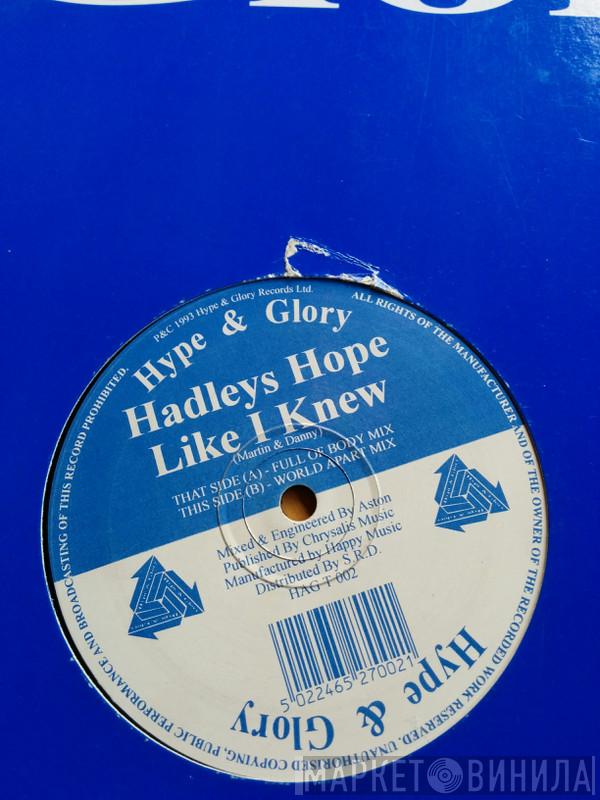 P&C 1993 Hype & Glory Records Ltd.
ALL RIGHTS OF THE MANUFACTURER AND OF THE OWNER OF THE RECORDED WORK RESERVED. UNAUTHORISED COPYING, PUBLIC PERFORMANCE AND BROADCASTING OF THIS RECORD PROHIBITED.
Hype & Glory
Hadleys Hope
Like I Knew
(Martin & Danny)
THAT SIDE (A) - FULL OF BODY MIX
THIS SIDE (B) - WORLD APART MIX
Mixed & Engineered By Aston
Published By Chrysalis Music
Manufactured by Happy Music
Distributed By S.R.D.
HAG T 002
5 022465 270021
Hype & Glory
МАРКЕТ ВИНИЛА